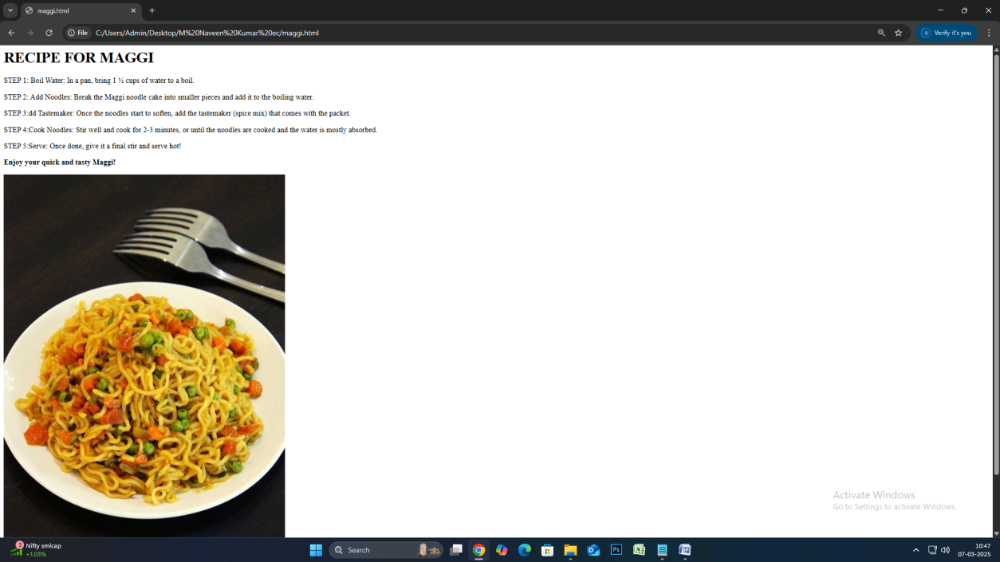 maggi.html
File
C:/Users/Admin/Desktop/M%20Naveen%20Kumar%20ec/maggi.html
Verify it's you
RECIPE FOR MAGGI
STEP 1: Boil Water: In a pan, bring 1 ½ cups of water to a boil.
STEP 2: Add Noodles: Break the Maggi noodle cake into smaller pieces and add it to the boiling water.
STEP 3:dd Tastemaker: Once the noodles start to soften, add the tastemaker (spice mix) that comes with the packet.
STEP 4:Cook Noodles: Stir well and cook for 2-3 minutes, or until the noodles are cooked and the water is mostly absorbed.
STEP 5:Serve: Once done, give it a final stir and serve hot!
Enjoy your quick and tasty Maggi!
Activate Windows
Go to Settings to activate Windows.
3
Nifty smlcap
+1.03%
Search
Ps
10:47
07-03-2025